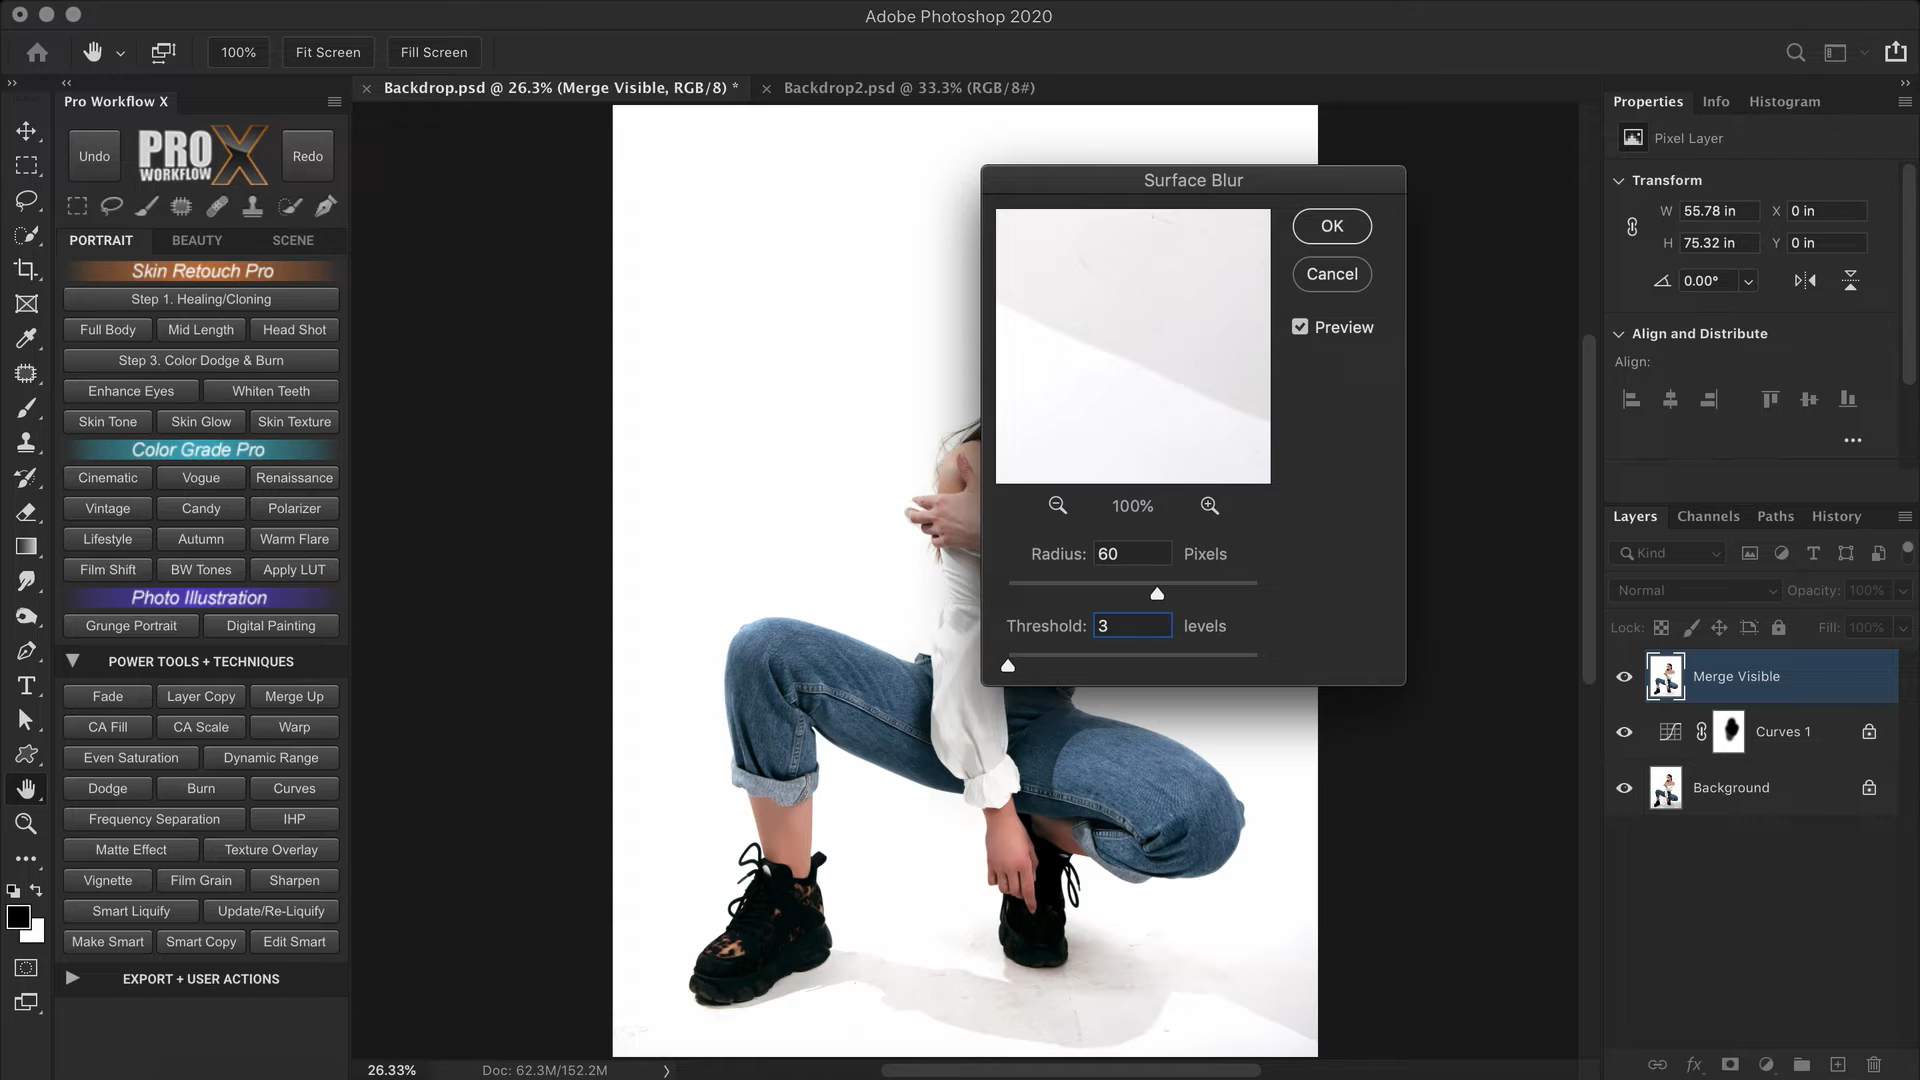 Adobe Photoshop 2020
100% Fit Screen Fill Screen
Pro Workflow X
Undo PRO WORKFLOW X Redo
PORTRAIT BEAUTY SCENE
Skin Retouch Pro
Step 1. Healing/Cloning
Full Body Mid Length Head Shot
Step 3. Color Dodge & Burn
Enhance Eyes Whiten Teeth
Skin Tone Skin Glow Skin Texture
Color Grade Pro
Cinematic Vogue Renaissance
Vintage Candy Polarizer
Lifestyle Autumn Warm Flare
Film Shift BW Tones Apply LUT
Photo Illustration
Grunge Portrait Digital Painting
POWER TOOLS + TECHNIQUES
Fade Layer Copy Merge Up
CA Fill CA Scale Warp
Even Saturation Dynamic Range
Dodge Burn Curves
Frequency Separation IHP
Matte Effect Texture Overlay
Vignette Film Grain Sharpen
Smart Liquify Update/Re-Liquify
Make Smart Smart Copy Edit Smart
EXPORT + USER ACTIONS
Backdrop.psd @ 26.3% (Merge Visible, RGB/8) * Backdrop2.psd @ 33.3% (RGB/8#)
Surface Blur
OK
Cancel
Preview
100%
Radius: 60 Pixels
Threshold: 3 levels
26.33% Doc: 62.3M/152.2M
Properties Info Histogram
Pixel Layer
Transform
W 55.78 in X 0 in
H 75.32 in Y 0 in
0.00°
Align and Distribute
Align:
Layers Channels Paths History
Kind
Normal Opacity: 100%
Lock: Fill: 100%
Merge Visible
Curves 1
Background